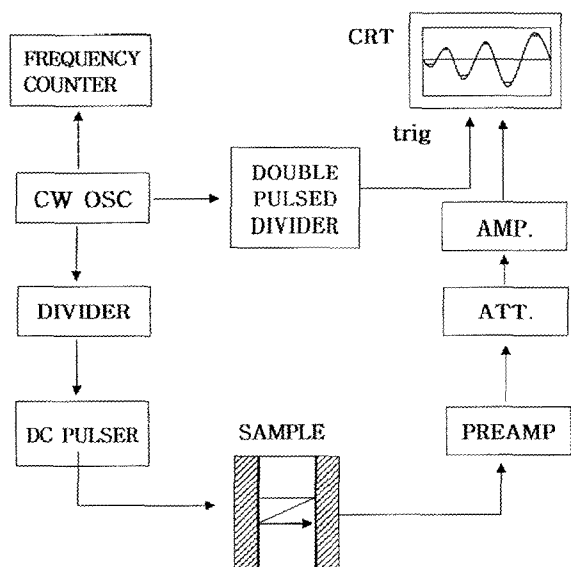 CRT
FREQUENCY
COUNTER
trig
DOUBLE
PULSED
DIVIDER
CW OSC
AMP.
DIVIDER
ATT.
DC PULSER
SAMPLE
PREAMP